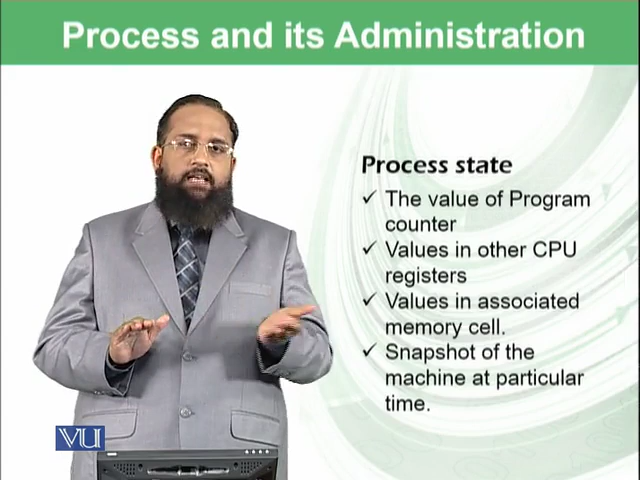 Process and its Administration
Process state
✓ The value of Program
counter
✓ Values in other CPU
registers
✓ Values in associated
memory cell.
✓ Snapshot of the
machine at particular
time.
VU